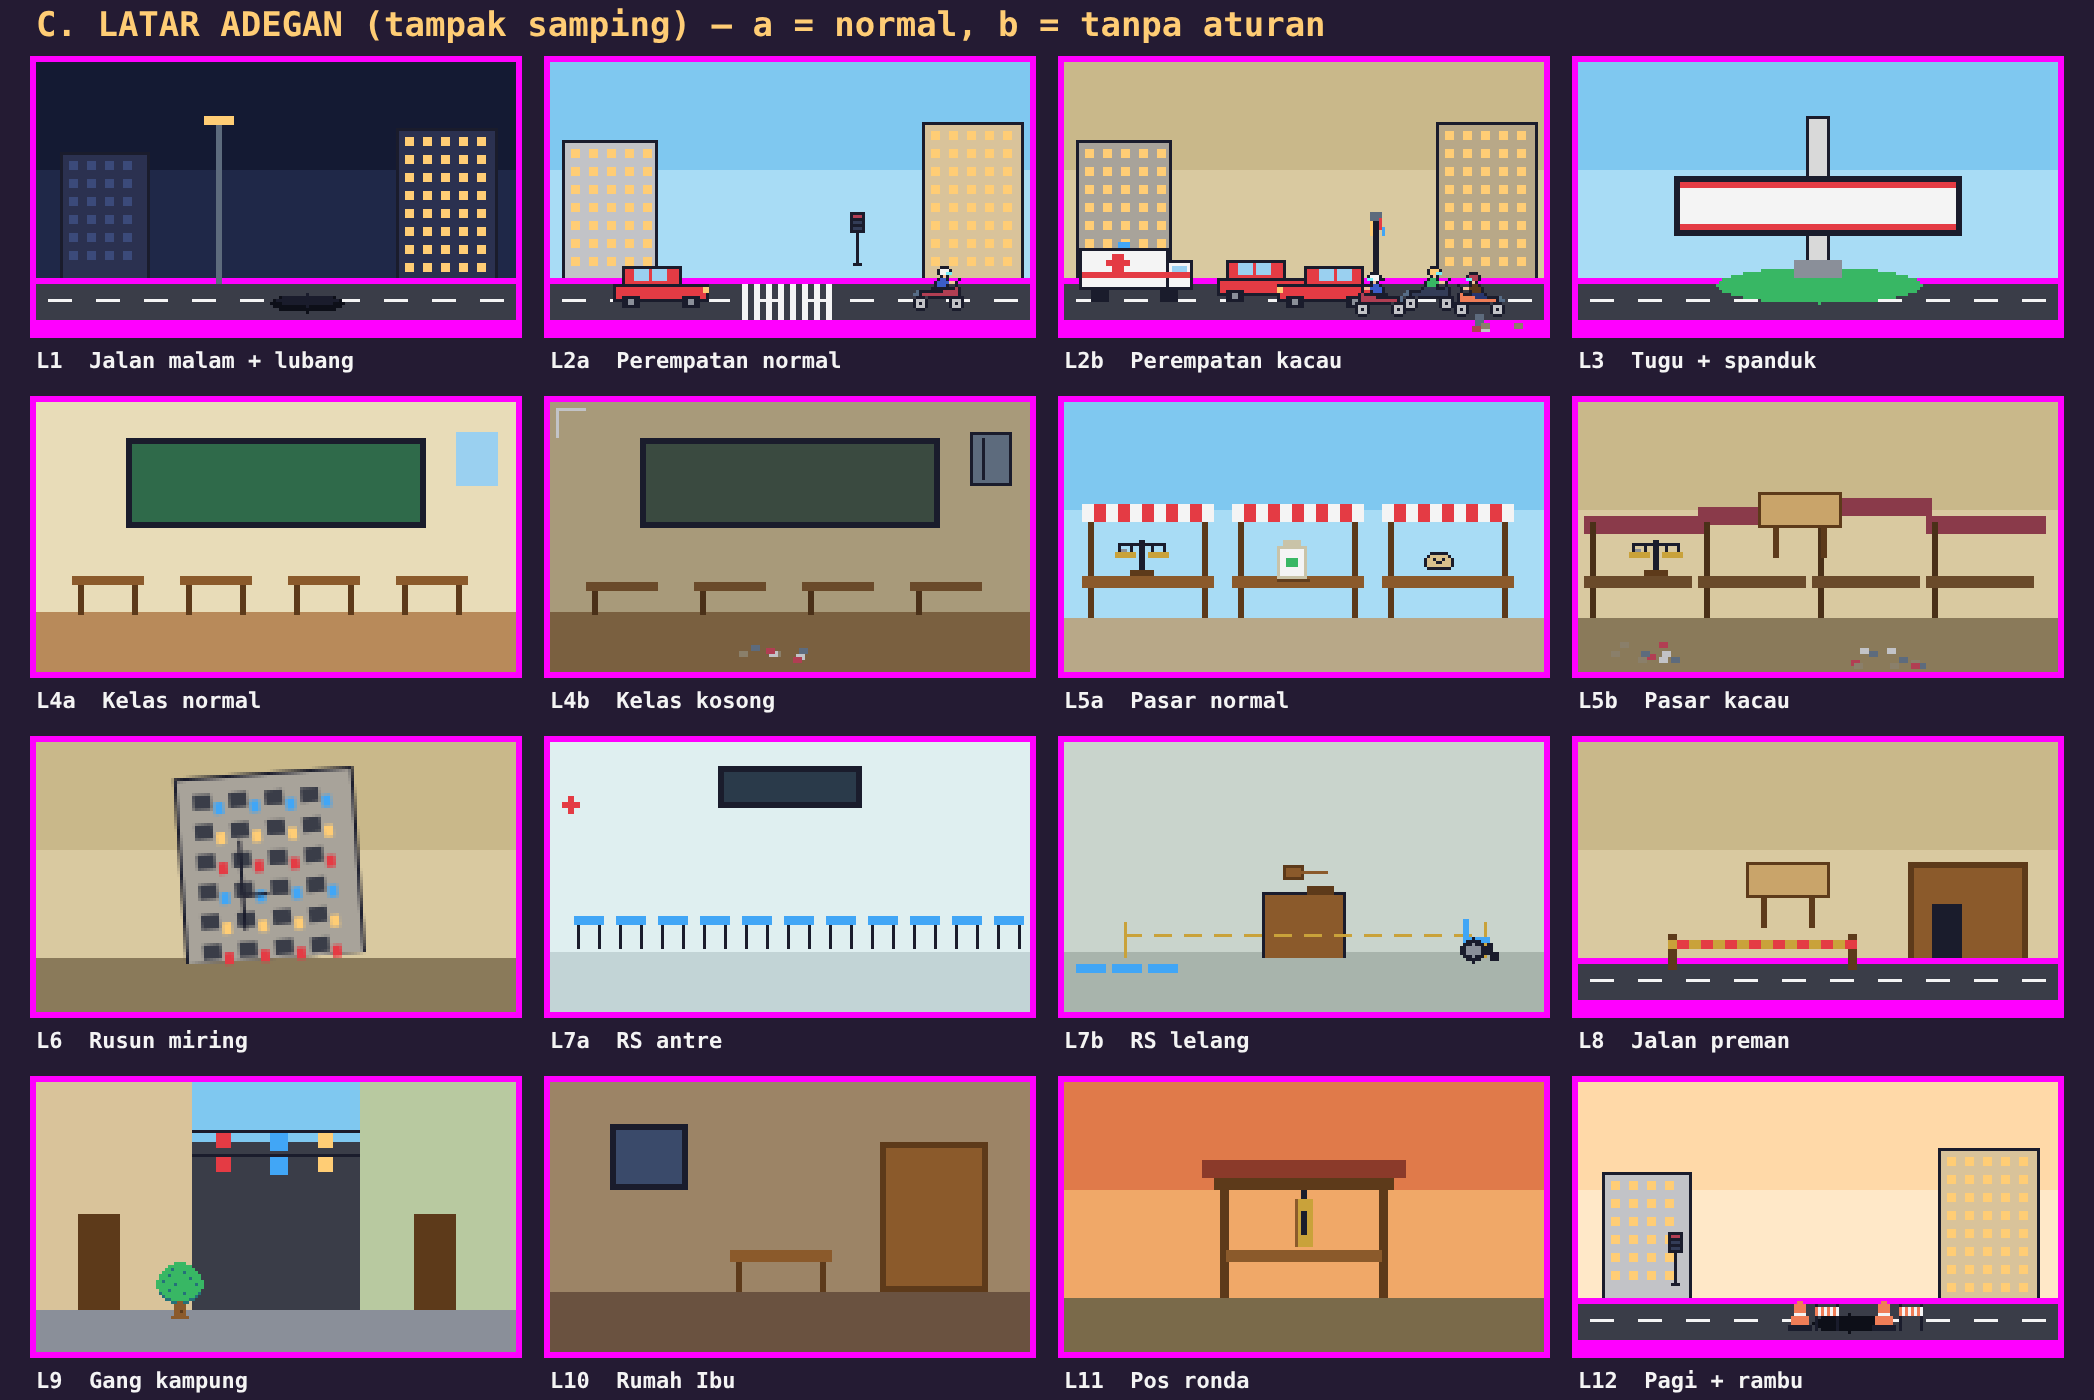 C. LATAR ADEGAN (tampak samping) — a = normal, b = tanpa aturan
L1 Jalan malam + lubang
L2a Perempatan normal
L2b Perempatan kacau
L3 Tugu + spanduk
L4a Kelas normal
L4b Kelas kosong
L5a Pasar normal
L5b Pasar kacau
L6 Rusun miring
L7a RS antre
L7b RS lelang
L8 Jalan preman
L9 Gang kampung
L10 Rumah Ibu
L11 Pos ronda
L12 Pagi + rambu